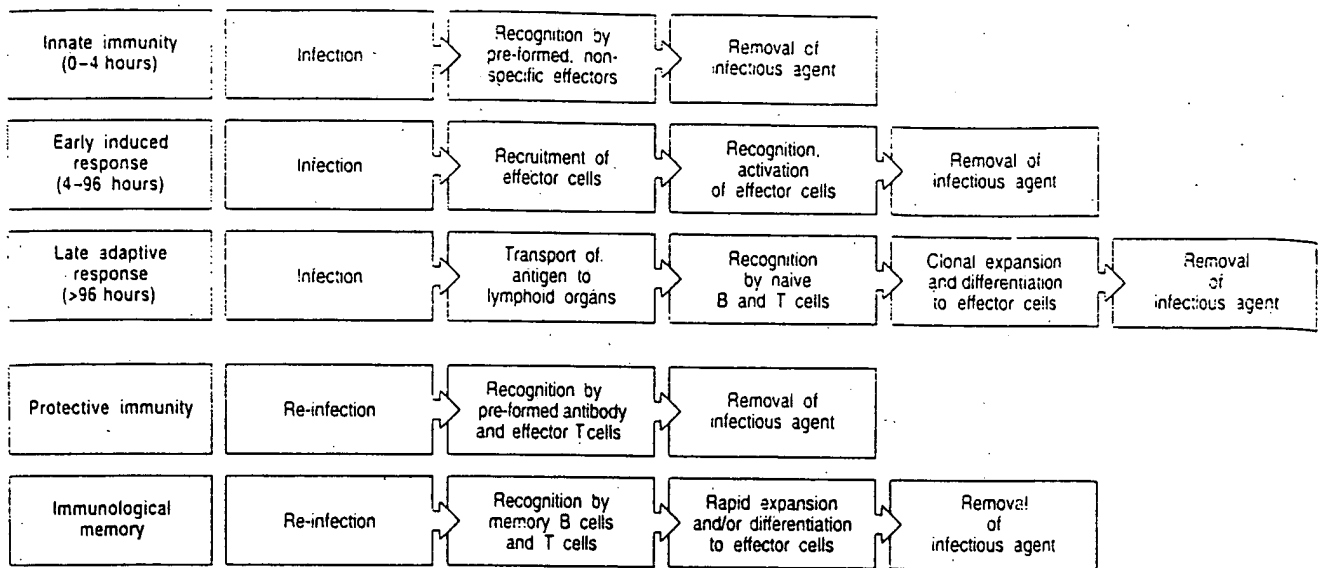 Innate immunity
(0–4 hours)
Infection
Recognition by
pre-formed, non-
specific effectors
Removal of
infectious agent
Early induced
response
(4–96 hours)
Infection
Recruitment of
effector cells
Recognition,
activation
of effector cells
Removal of
infectious agent
Late adaptive
response
(>96 hours)
Infection
Transport of
antigen to
lymphoid organs
Recognition
by naive
B and T cells
Clonal expansion
and differentiation
to effector cells
Removal
of
infectious agent
Protective immunity
Re-infection
Recognition by
pre-formed antibody
and effector T cells
Removal of
infectious agent
Immunological
memory
Re-infection
Recognition by
memory B cells
and T cells
Rapid expansion
and/or differentiation
to effector cells
Removal
of
infectious agent